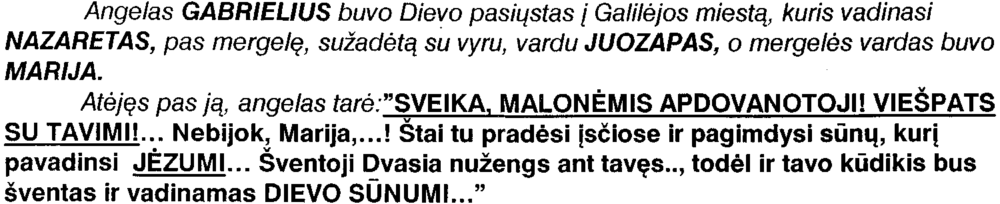 Angelas GABRIELIUS buvo Dievo pasiųstas į Galilėjos miestą, kuris vadinasi
NAZARETAS, pas mergelę, sužadėtą su vyru, vardu JUOZAPAS, o mergelės vardas buvo
MARIJA.
Atėjęs pas ją, angelas tarė:”SVEIKA, MALONĖMIS APDOVANOTOJI! VIEŠPATS
SU TAVIMI!... Nebijok, Marija,...! Štai tu pradėsi įsčiose ir pagimdysi sūnų, kurį
pavadinsi JĖZUMI... Šventoji Dvasia nužengs ant tavęs.., todėl ir tavo kūdikis bus
šventas ir vadinamas DIEVO SŪNUMI...”